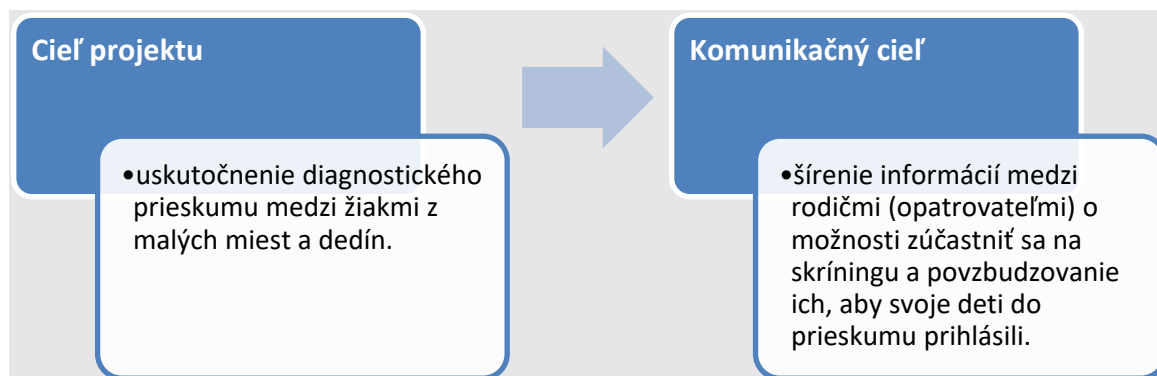 Cieľ projektu
•uskutočnenie diagnostického
prieskumu medzi žiakmi z
malých miest a dedín.
Komunikačný cieľ
•šírenie informácií medzi
rodičmi (opatrovateľmi) o
možnosti zúčastniť sa na
skríningu a povzbudzovanie
ich, aby svoje deti do
prieskumu prihlásili.